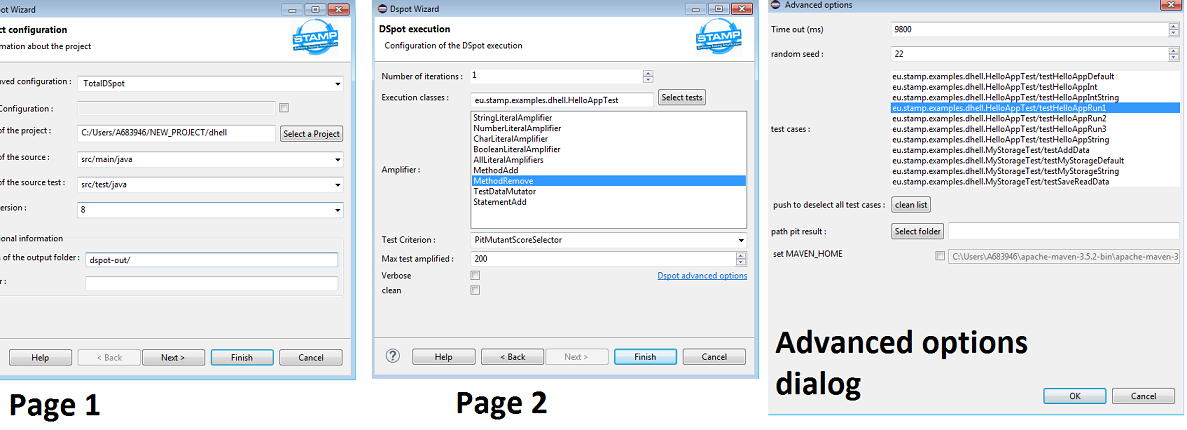 pot Wizard
ct configuration
rmation about the project
STAMP
aved configuration : TotalDSpot
Configuration :
of the project : C:/Users/A683946/NEW_PROJECT/dhell Select a Project
of the source : src/main/java
of the source test : src/test/java
ersion : 8
ional information
n of the output folder : dspot-out/
r :
Help < Back Next > Finish Cancel
Page 1
Dspot Wizard
DSpot execution
Configuration of the DSpot execution
STAMP
Number of iterations : 1
Execution classes : eu.stamp.examples.dhell.HelloAppTest Select tests
StringLiteralAmplifier
NumberLiteralAmplifier
CharLiteralAmplifier
BooleanLiteralAmplifier
AllLiteralAmplifiers
MethodAdd
Amplifier :
MethodRemove
TestDataMutator
StatementAdd
Test Criterion : PitMutantScoreSelector
Max test amplified : 200
Verbose Dspot advanced options
clean
? Help < Back Next > Finish Cancel
Page 2
Advanced options
Time out (ms) 9800
random seed : 22
eu.stamp.examples.dhell.HelloAppTest/testHelloAppDefault
eu.stamp.examples.dhell.HelloAppTest/testHelloAppInt
eu.stamp.examples.dhell.HelloAppTest/testHelloAppIntString
eu.stamp.examples.dhell.HelloAppTest/testHelloAppRun1
eu.stamp.examples.dhell.HelloAppTest/testHelloAppRun2
test cases : eu.stamp.examples.dhell.HelloAppTest/testHelloAppRun3
eu.stamp.examples.dhell.HelloAppTest/testHelloAppString
eu.stamp.examples.dhell.MyStorageTest/testAddData
eu.stamp.examples.dhell.MyStorageTest/testMyStorageDefault
eu.stamp.examples.dhell.MyStorageTest/testMyStorageString
eu.stamp.examples.dhell.MyStorageTest/testSaveReadData
push to deselect all test cases : clean list
path pit result : Select folder
set MAVEN_HOME C:\Users\A683946\apache-maven-3.5.2-bin\apache-maven-3
Advanced options
dialog
OK Cancel